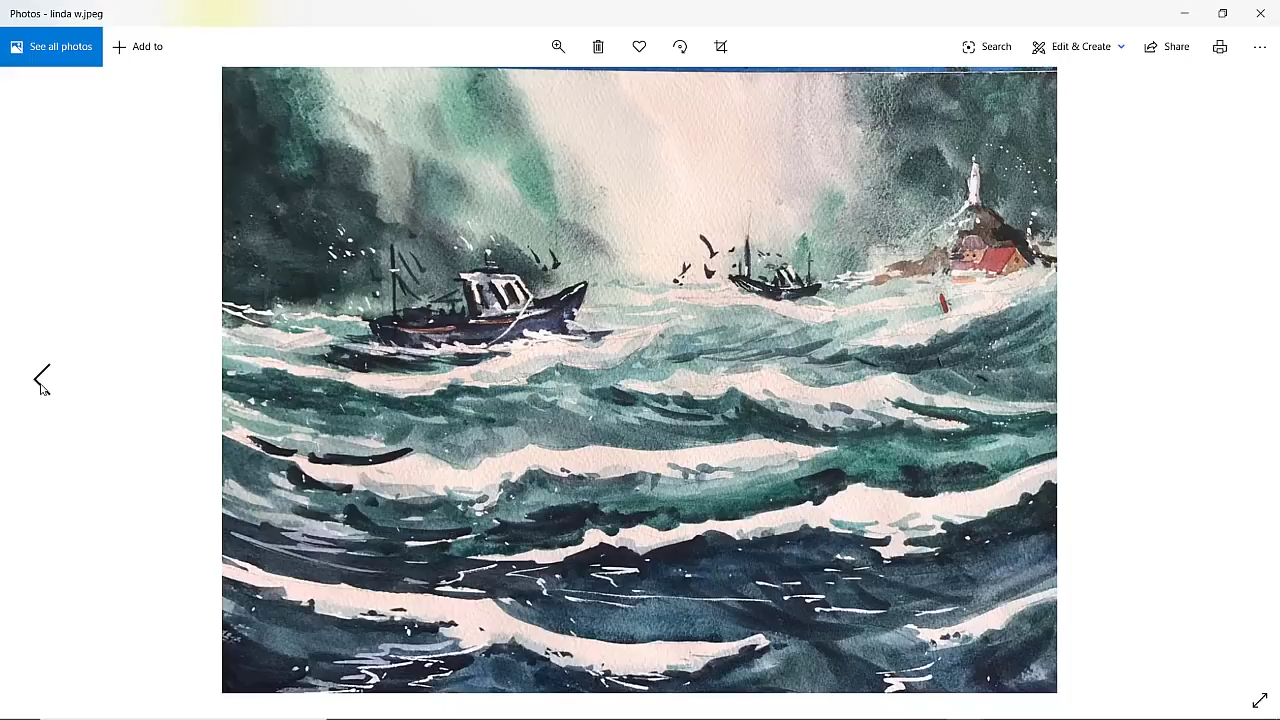 Photos - linda w.jpeg
See all photos
Add to
Search
Edit & Create
Share